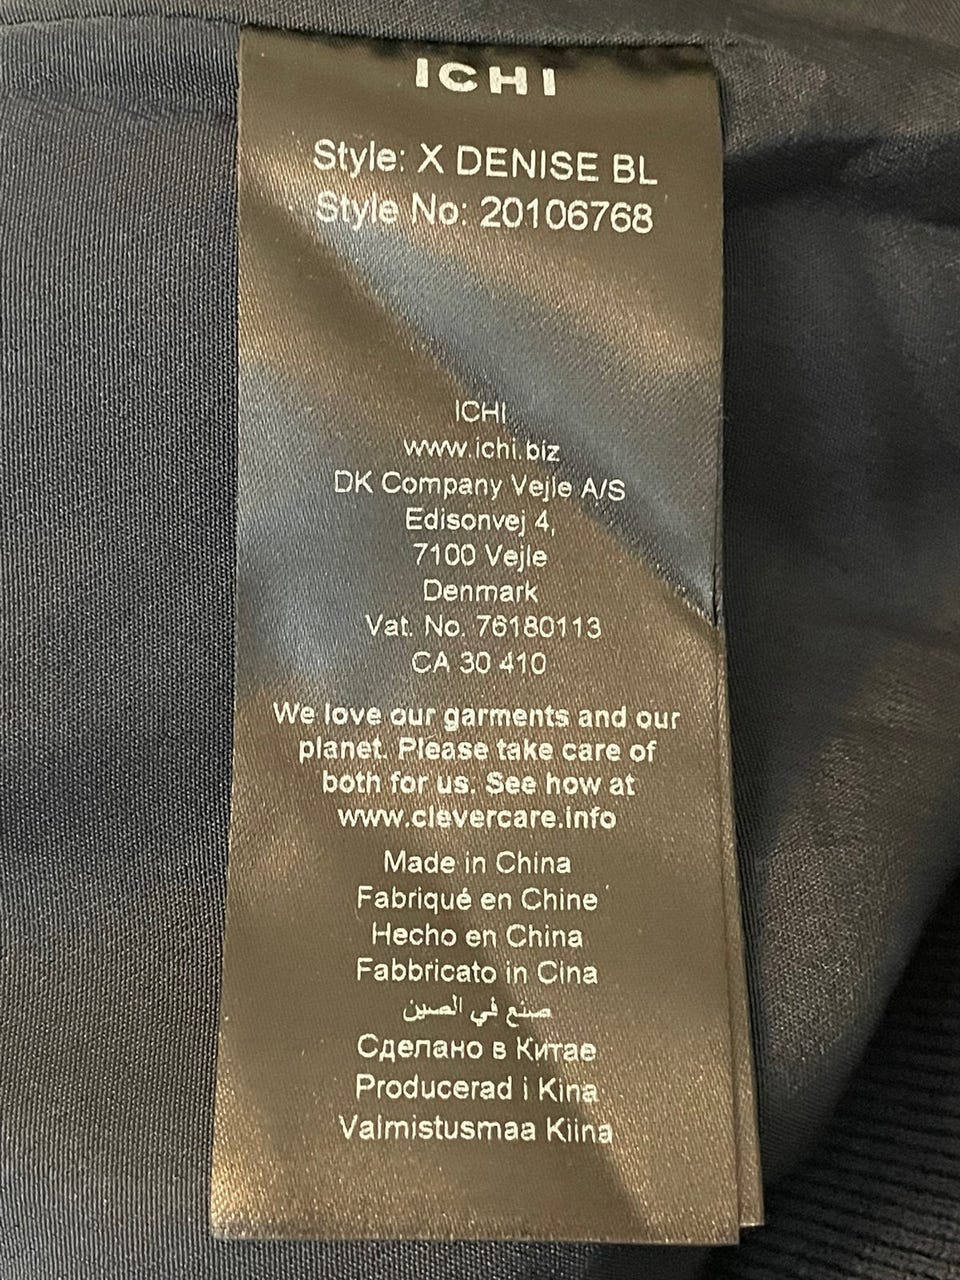 ICHI
Style: X DENISE BL
Style No: 20106768
ICHI
www.ichi.biz
DK Company Vejle A/S
Edisonvej 4,
7100 Vejle
Denmark
Vat. No. 76180113
CA 30 410
We love our garments and our
planet. Please take care of
both for us. See how at
www.clevercare.info
Made in China
Fabriqué en Chine
Hecho en China
Fabbricato in Cina
صنع في الصين
Сделано в Китае
Producerad i Kina
Valmistusmaa Kiina